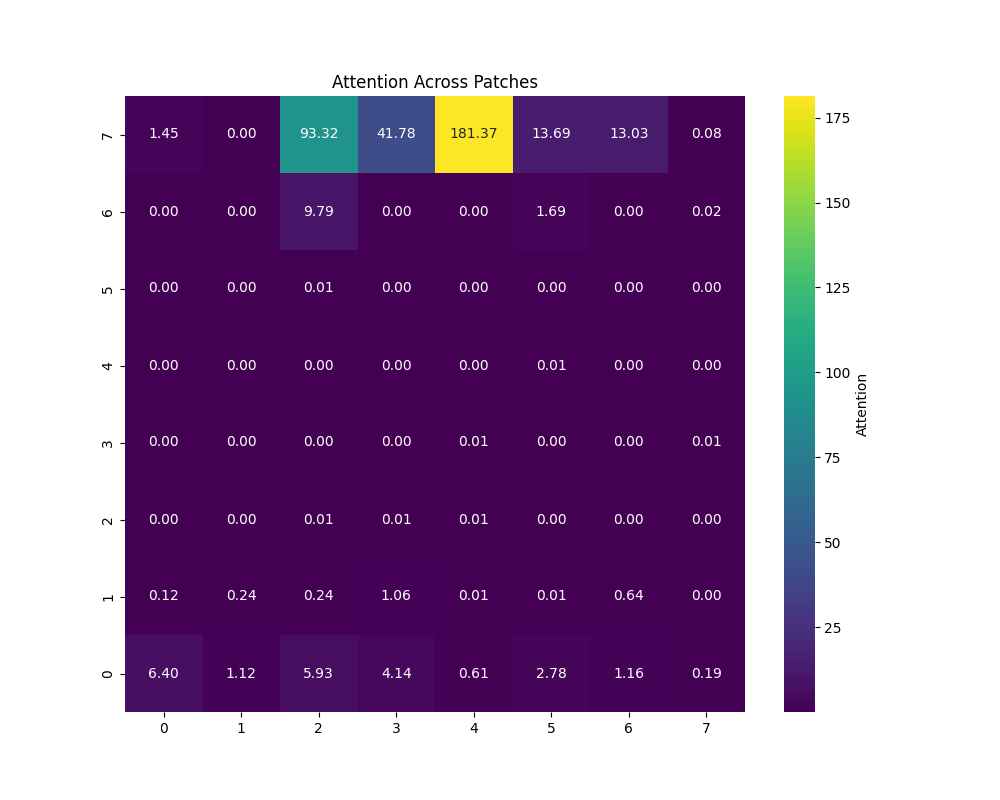 Attention Across Patches
7 1.45 0.00 93.32 41.78 181.37 13.69 13.03 0.08
6 0.00 0.00 9.79 0.00 0.00 1.69 0.00 0.02
5 0.00 0.00 0.01 0.00 0.00 0.00 0.00 0.00
4 0.00 0.00 0.00 0.00 0.00 0.01 0.00 0.00
3 0.00 0.00 0.00 0.00 0.01 0.00 0.00 0.01
2 0.00 0.00 0.01 0.01 0.01 0.00 0.00 0.00
1 0.12 0.24 0.24 1.06 0.01 0.01 0.64 0.00
0 6.40 1.12 5.93 4.14 0.61 2.78 1.16 0.19
0 1 2 3 4 5 6 7
175
150
125
100
75
50
25
Attention